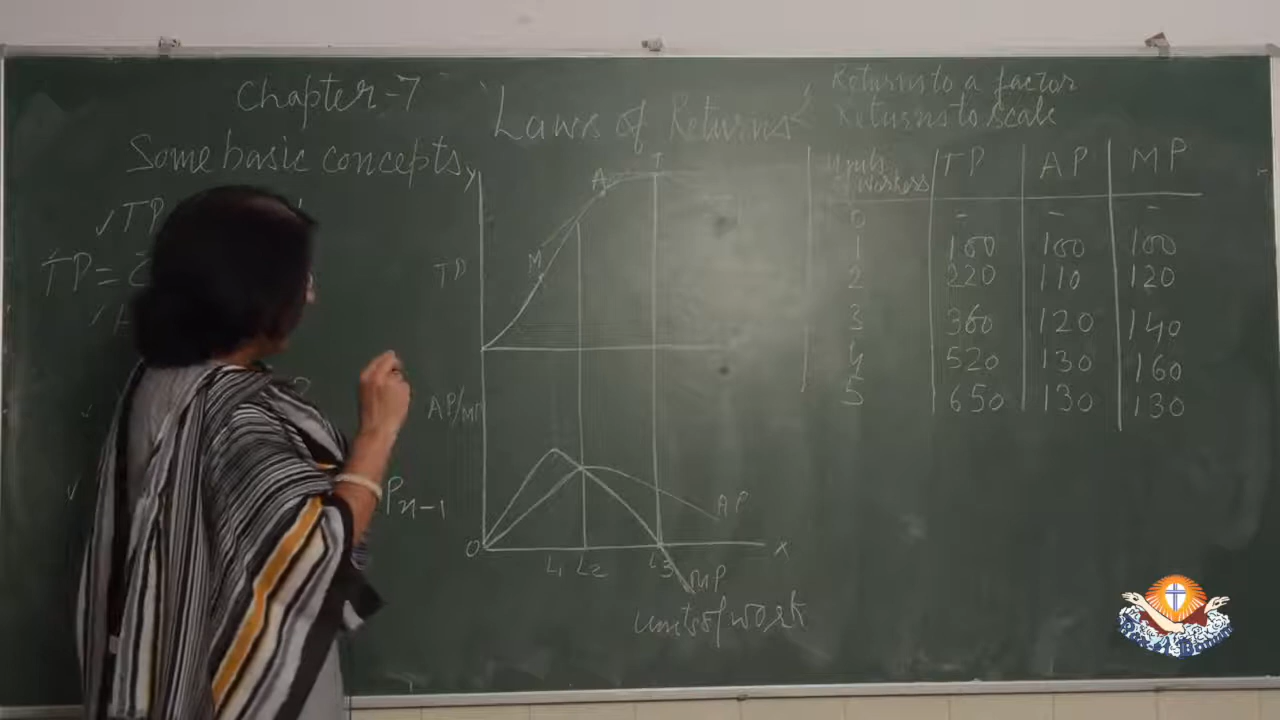 Chapter-7
Some basic concepts
✓TP
TP=
✓
✓
✓ Pn-1
"Laws of Returns"
Returns to a factor
Returns to scale
Y
T
A
M
TP
AP/MP
AP
O L1 L2 L3 X
MP
units of work
Workers TP AP MP
0 - - -
1 100 100 100
2 220 110 120
3 360 120 140
4 520 130 160
5 650 130 130